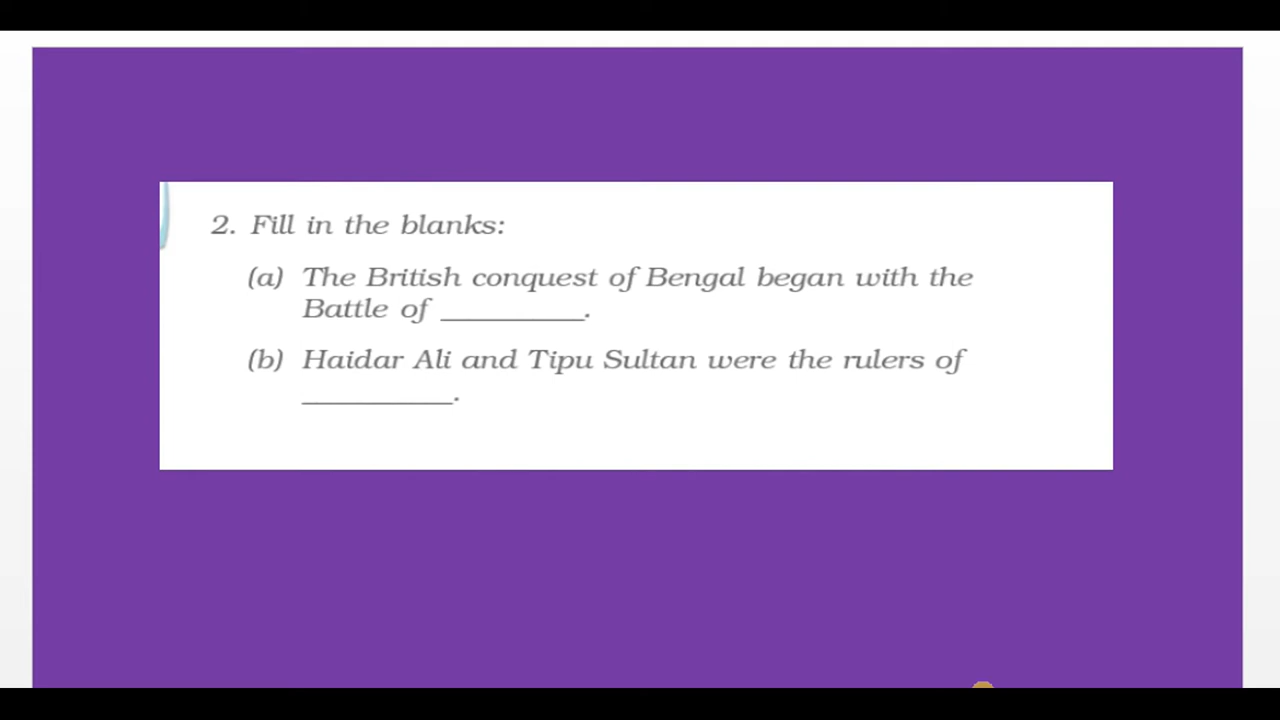 2. Fill in the blanks:
(a) The British conquest of Bengal began with the
Battle of __________.
(b) Haidar Ali and Tipu Sultan were the rulers of
___________.